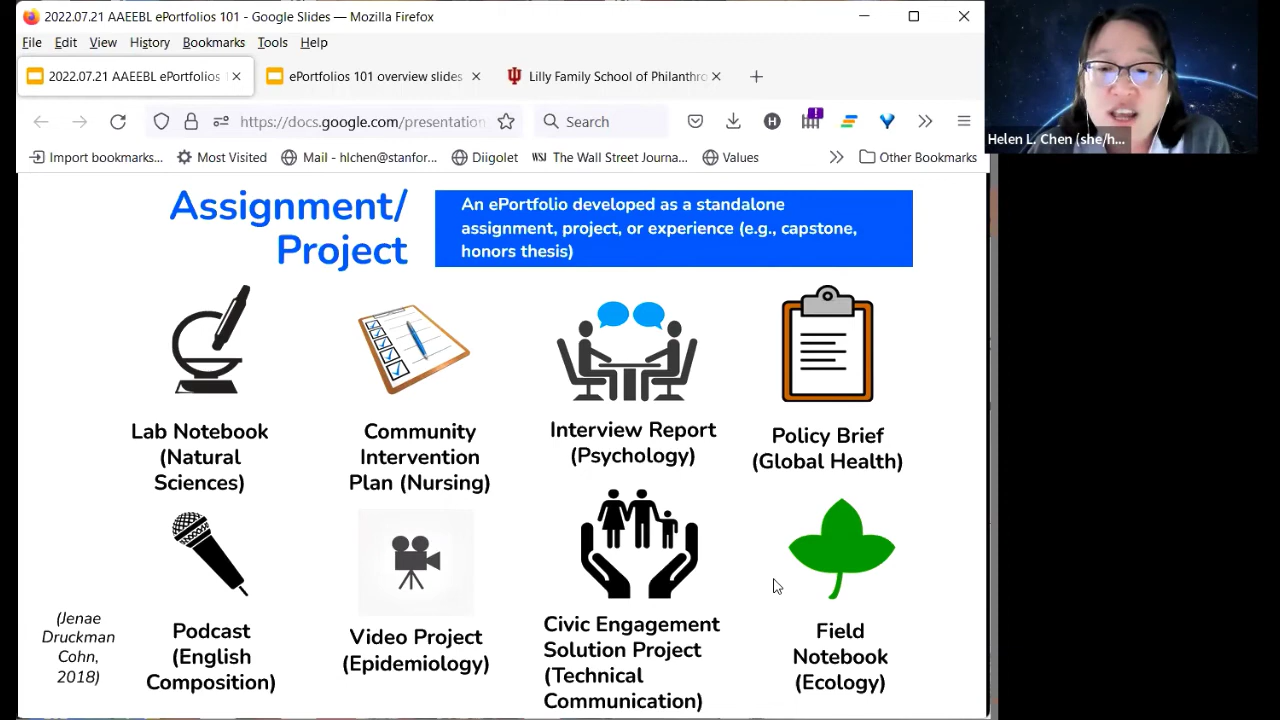 2022.07.21 AAEEBL ePortfolios 101 - Google Slides — Mozilla Firefox
File Edit View History Bookmarks Tools Help
2022.07.21 AAEEBL ePortfolios
ePortfolios 101 overview slides
Lilly Family School of Philanthro
https://docs.google.com/presentation
Search
H
Import bookmarks...
Most Visited
Mail - hlchen@stanfor...
Diigolet
WSJ
The Wall Street Journa...
Values
Other Bookmarks
Helen L. Chen (she/h...
Assignment/
Project
An ePortfolio developed as a standalone
assignment, project, or experience (e.g., capstone,
honors thesis)
Lab Notebook
(Natural
Sciences)
Community
Intervention
Plan (Nursing)
Interview Report
(Psychology)
Policy Brief
(Global Health)
(Jenae
Druckman
Cohn,
2018)
Podcast
(English
Composition)
Video Project
(Epidemiology)
Civic Engagement
Solution Project
(Technical
Communication)
Field
Notebook
(Ecology)